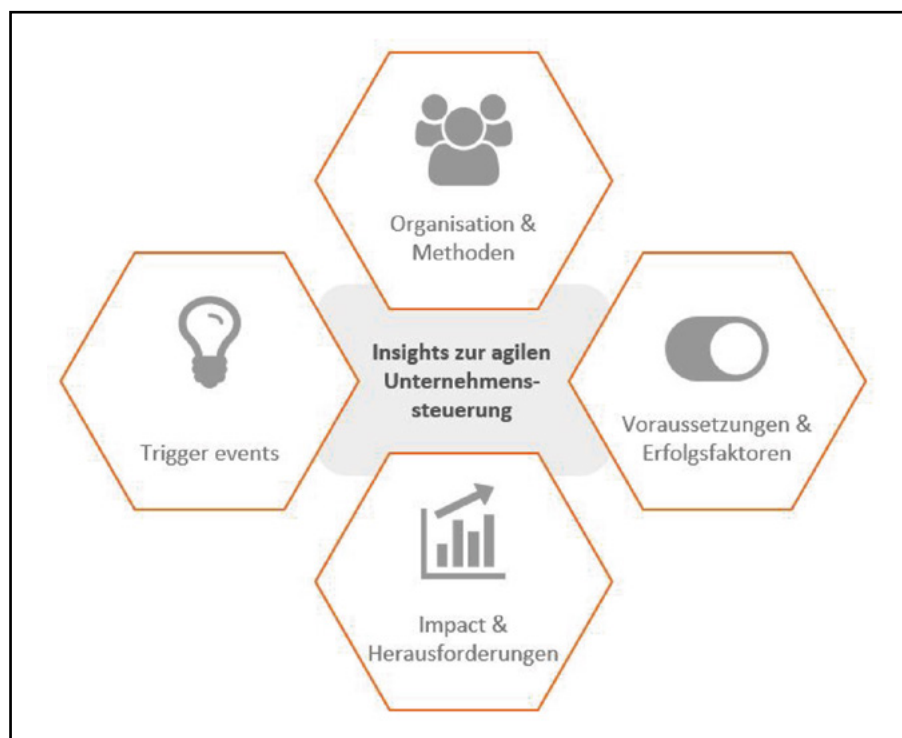 Organisation &
Methoden
Insights zur agilen
Unternehmens-
steuerung
Trigger events
Voraussetzungen &
Erfolgsfaktoren
Impact &
Herausforderungen